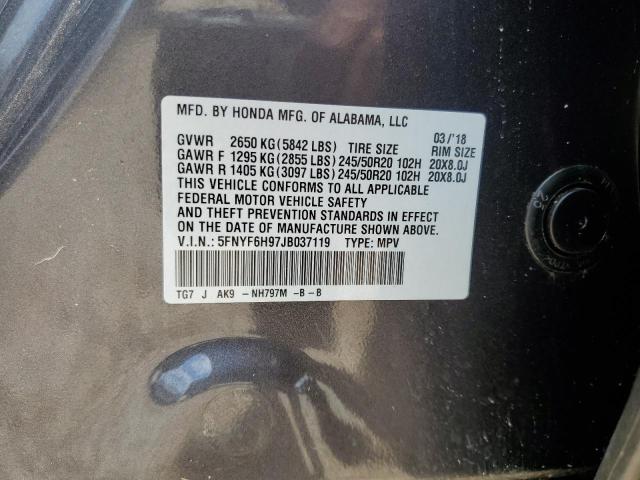 MFD. BY HONDA MFG. OF ALABAMA, LLC
03/'18
GVWR 2650 KG (5842 LBS) TIRE SIZE RIM SIZE
GAWR F 1295 KG (2855 LBS) 245/50R20 102H 20X8.0J
GAWR R 1405 KG (3097 LBS) 245/50R20 102H 20X8.0J
THIS VEHICLE CONFORMS TO ALL APPLICABLE
FEDERAL MOTOR VEHICLE SAFETY
AND THEFT PREVENTION STANDARDS IN EFFECT
ON THE DATE OF MANUFACTURE SHOWN ABOVE.
V.I.N.: 5FNYF6H97JB037119 TYPE: MPV
TG7 J AK9 -NH797M -B -B